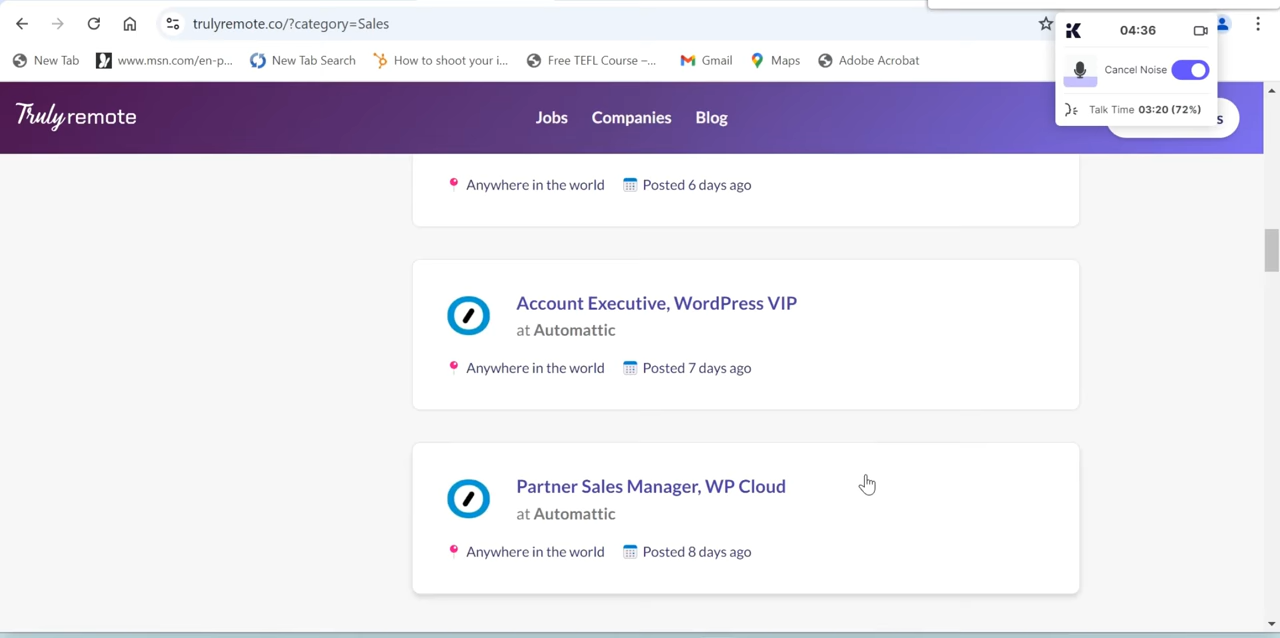 trulyremote.co/?category=Sales
04:36
New Tab
www.msn.com/en-p...
New Tab Search
How to shoot your i...
Free TEFL Course –...
Gmail
Maps
Adobe Acrobat
Cancel Noise
Talk Time 03:20 (72%)
Truly remote
Jobs
Companies
Blog
Anywhere in the world
Posted 6 days ago
Account Executive, WordPress VIP
at Automattic
Anywhere in the world
Posted 7 days ago
Partner Sales Manager, WP Cloud
at Automattic
Anywhere in the world
Posted 8 days ago